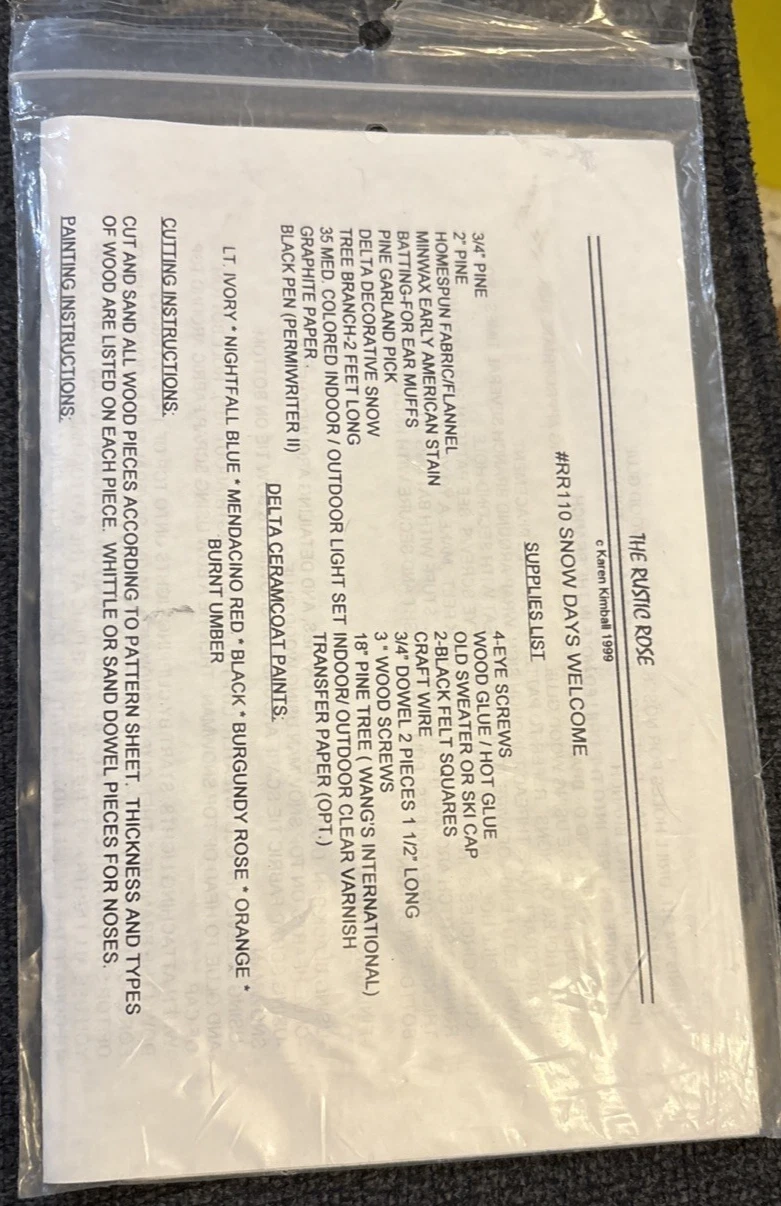 THE RUSTIC ROSE
c Karen Kimball 1999
#RR110 SNOW DAYS WELCOME
SUPPLIES LIST
3/4" PINE
2" PINE
HOMESPUN FABRIC/FLANNEL
MINWAX EARLY AMERICAN STAIN
BATTING-FOR EAR MUFFS
PINE GARLAND PICK
DELTA DECORATIVE SNOW
TREE BRANCH-2 FEET LONG
35 MED. COLORED INDOOR / OUTDOOR LIGHT SET
GRAPHITE PAPER
BLACK PEN (PERMIWRITER II)
4-EYE SCREWS
WOOD GLUE / HOT GLUE
OLD SWEATER OR SKI CAP
2-BLACK FELT SQUARES
CRAFT WIRE
3/4" DOWEL 2 PIECES 1 1/2" LONG
3 " WOOD SCREWS
18" PINE TREE ( WANG'S INTERNATIONAL)
INDOOR/ OUTDOOR CLEAR VARNISH
TRANSFER PAPER (OPT.)
DELTA CERAMCOAT PAINTS:
LT. IVORY * NIGHTFALL BLUE * MENDACINO RED * BLACK * BURGUNDY ROSE * ORANGE *
BURNT UMBER
CUTTING INSTRUCTIONS:
CUT AND SAND ALL WOOD PIECES ACCORDING TO PATTERN SHEET. THICKNESS AND TYPES
OF WOOD ARE LISTED ON EACH PIECE. WHITTLE OR SAND DOWEL PIECES FOR NOSES.
PAINTING INSTRUCTIONS: